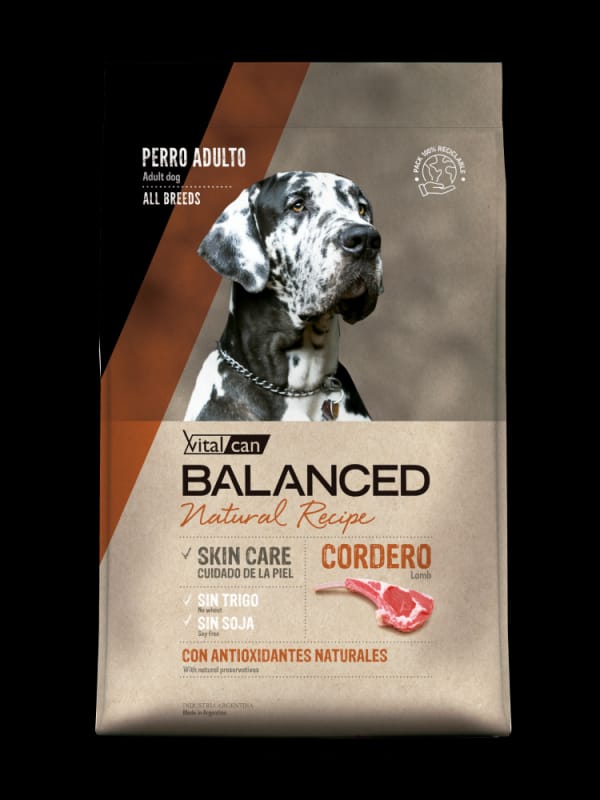 PERRO ADULTO
Adult dog
ALL BREEDS
PACK 100% RECICLABLE
Vital can
BALANCED
Natural Recipe
SKIN CARE
CUIDADO DE LA PIEL
CORDERO
Lamb
SIN TRIGO
No wheat
SIN SOJA
Soy free
CON ANTIOXIDANTES NATURALES
With natural preservatives
INDUSTRIA ARGENTINA
Made in Argentina